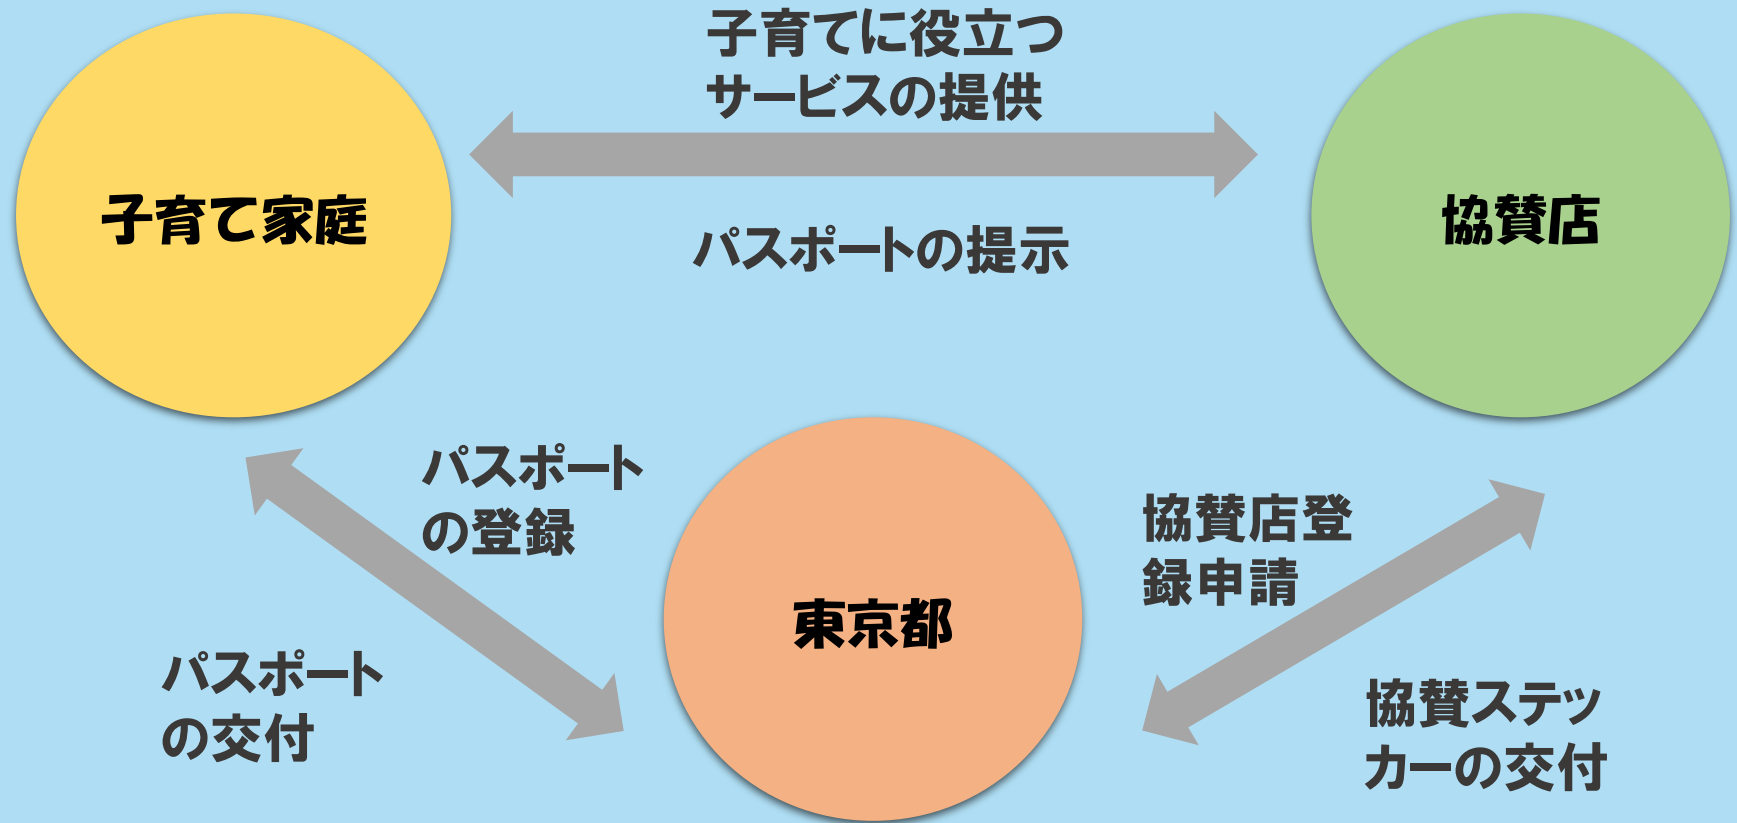 子育てに役立つ
サービスの提供
子育て家庭
協賛店
パスポートの提示
パスポート
の登録
協賛店登
録申請
東京都
パスポート
の交付
協賛ステッ
カーの交付